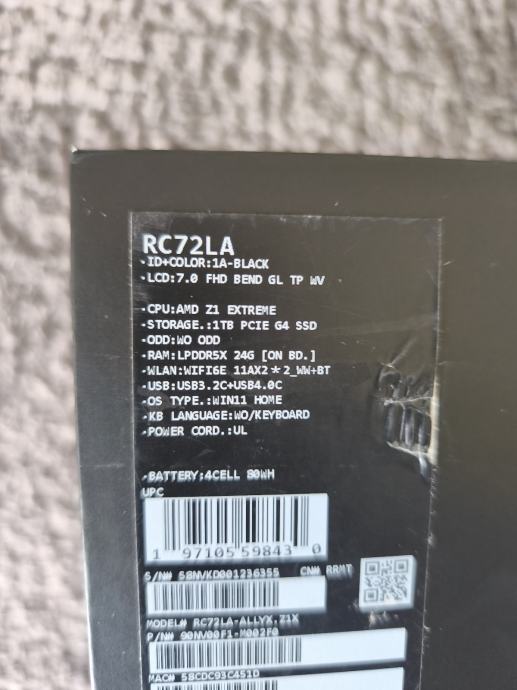 RC72LA
·ID+COLOR:1A-BLACK
·LCD:7.0 FHD BEND GL TP WV
·CPU:AMD Z1 EXTREME
·STORAGE.:1TB PCIE G4 SSD
·ODD:WO ODD
·RAM:LPDDR5X 24G [ON BD.]
·WLAN:WIFI6E 11AX2*2_WW+BT
·USB:USB3.2C+USB4.0C
·OS TYPE.:WIN11 HOME
·KB LANGUAGE:WO/KEYBOARD
·POWER CORD.:UL
·BATTERY:4CELL 80WH
UPC
1 97105 59843 0
S/N# S8NVKD001236355 CN# RRMT
MODEL# RC72LA-ALLYX.Z1X
P/N# 90NV00F1-M002F0
MAC# 58CDC93C451D